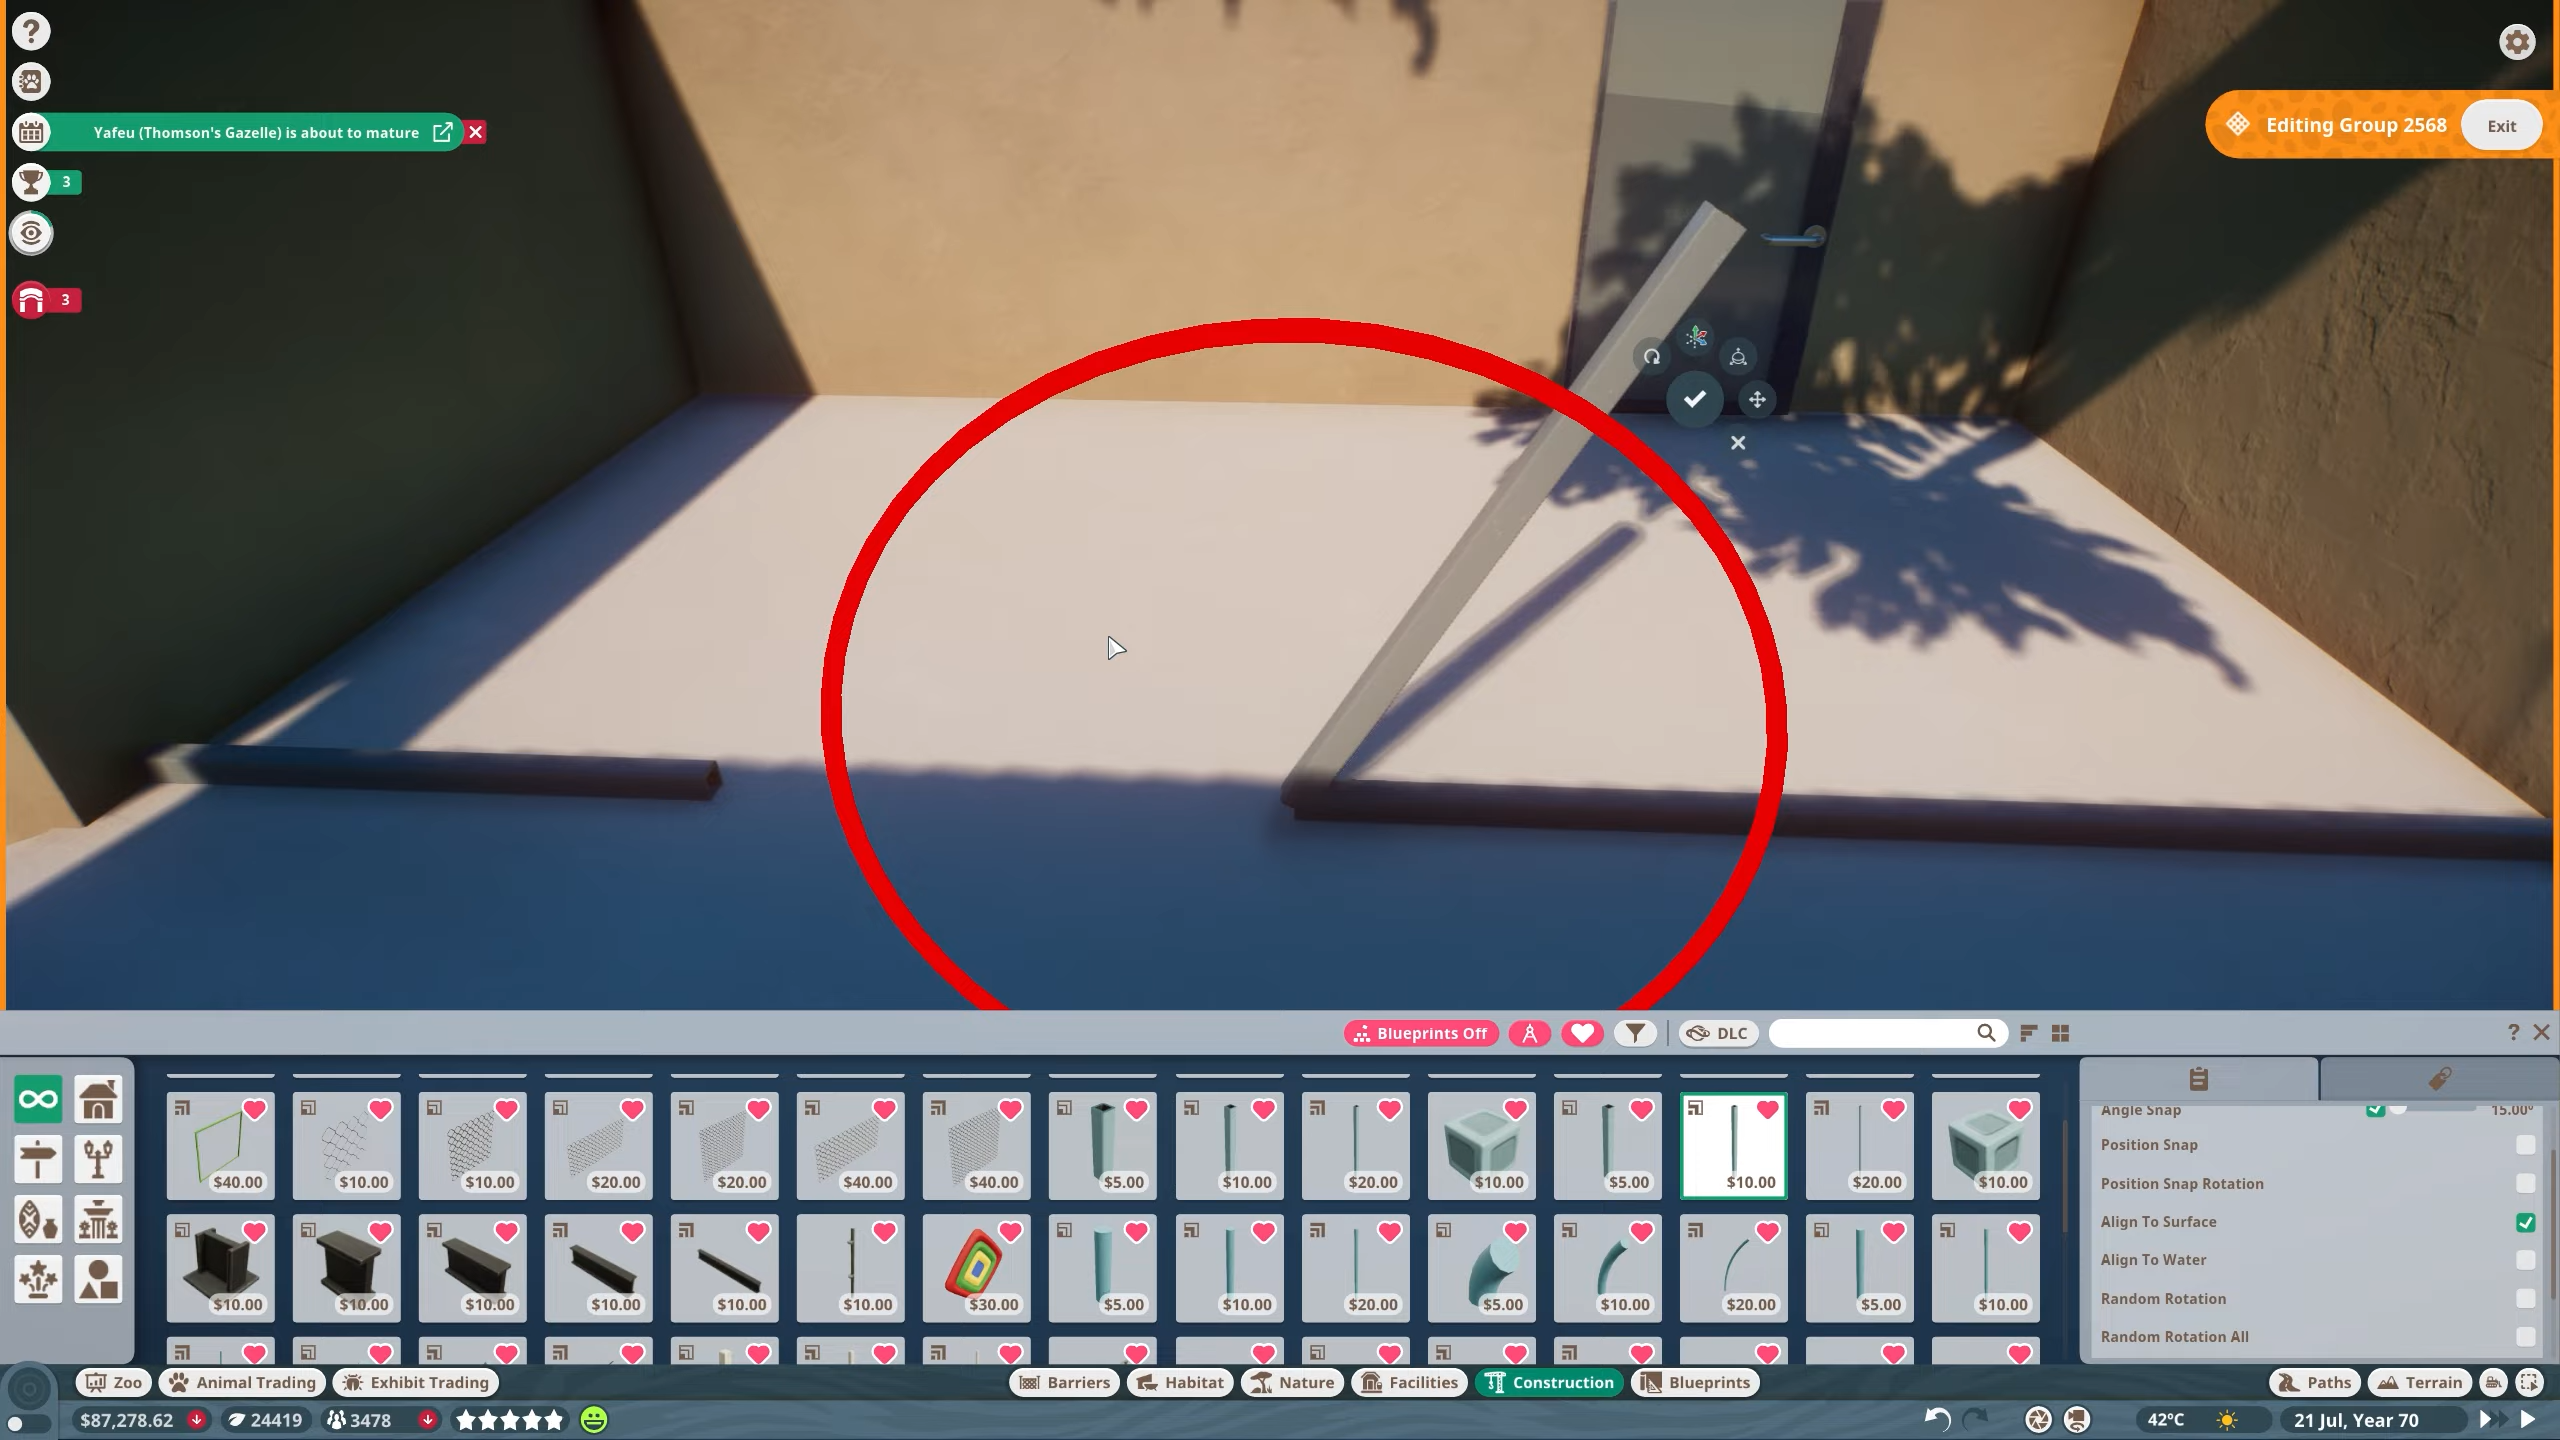 ?
Yafeu (Thomson's Gazelle) is about to mature
3
3
Editing Group 2568 Exit
Blueprints Off DLC ?
$40.00 $10.00 $10.00 $20.00 $20.00 $40.00 $40.00 $5.00 $10.00 $20.00 $10.00 $5.00 $10.00 $20.00 $10.00
$10.00 $10.00 $10.00 $10.00 $10.00 $10.00 $30.00 $5.00 $10.00 $20.00 $5.00 $10.00 $20.00 $5.00 $10.00
Angle Snap 15.00°
Position Snap
Position Snap Rotation
Align To Surface
Align To Water
Random Rotation
Random Rotation All
Zoo Animal Trading Exhibit Trading Barriers Habitat Nature Facilities Construction Blueprints Paths Terrain
$87,278.62 24419 3478 42°C 21 Jul, Year 70